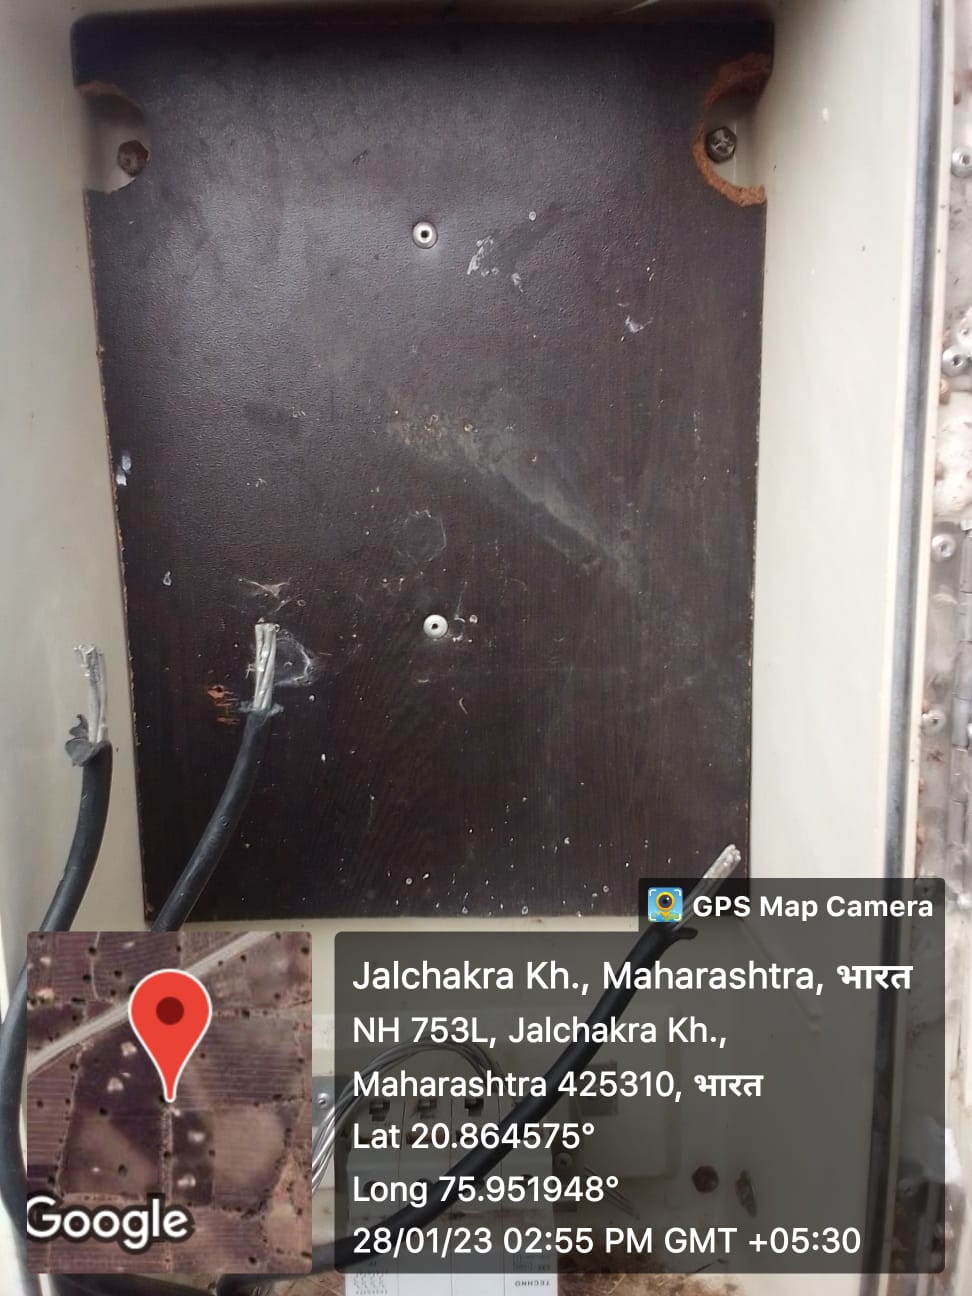 GPS Map Camera
Jalchakra Kh., Maharashtra, भारत
NH 753L, Jalchakra Kh.,
Maharashtra 425310, भारत
Lat 20.864575°
Long 75.951948°
28/01/23 02:55 PM GMT +05:30
Google
TECHNO